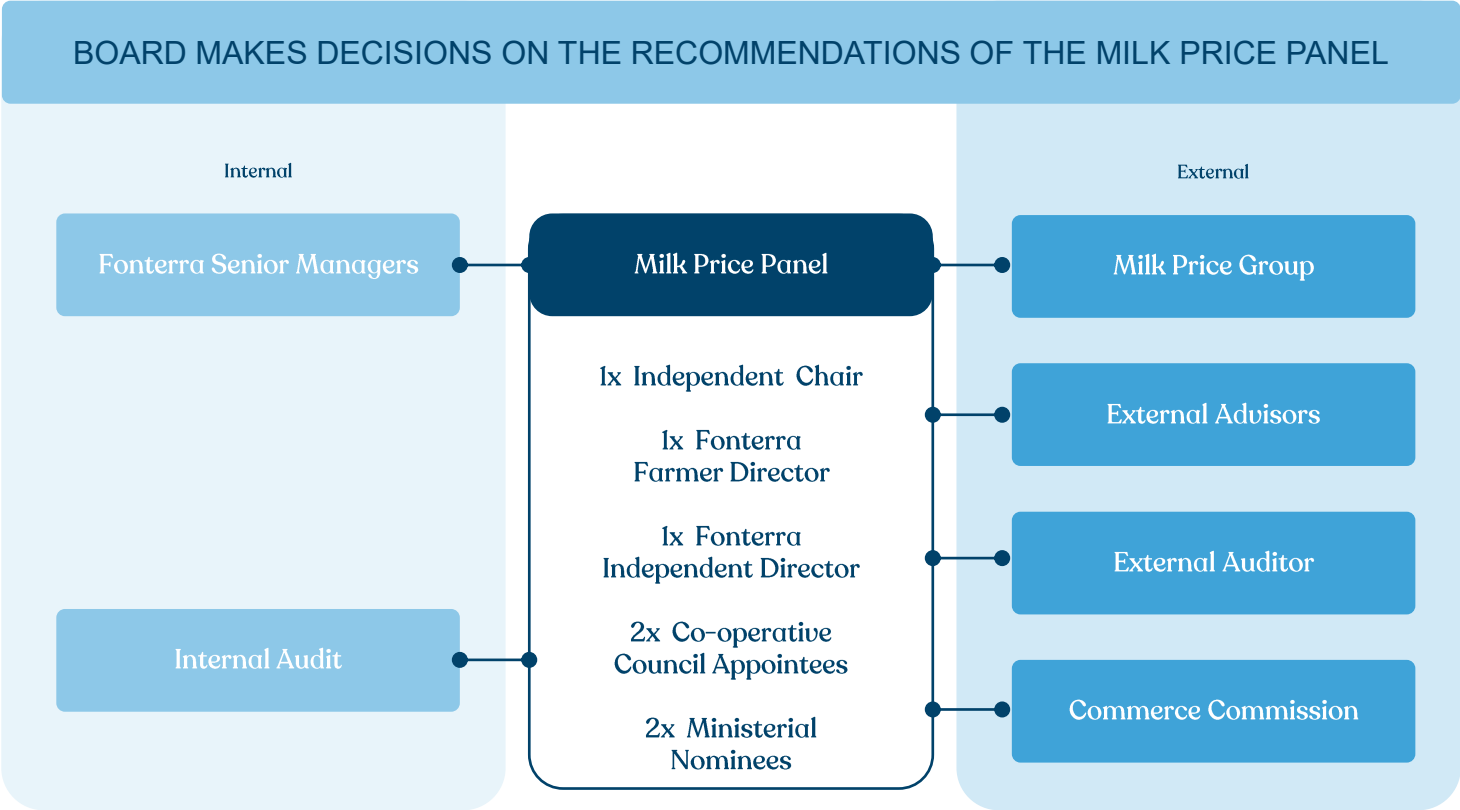 BOARD MAKES DECISIONS ON THE RECOMMENDATIONS OF THE MILK PRICE PANEL
Internal
Fonterra Senior Managers
Internal Audit
Milk Price Panel
1x Independent Chair
1x Fonterra
Farmer Director
1x Fonterra
Independent Director
2x Co-operative
Council Appointees
2x Ministerial
Nominees
External
Milk Price Group
External Advisors
External Auditor
Commerce Commission